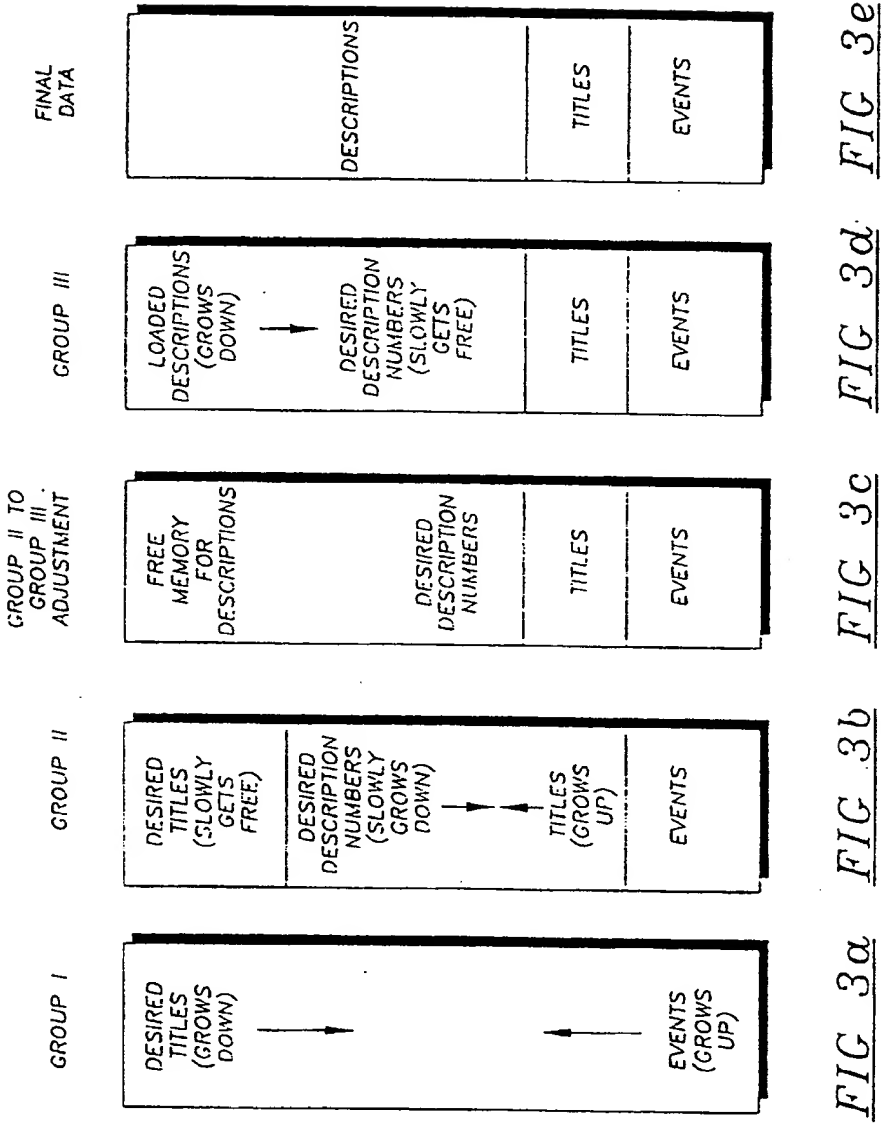 GROUP I
DESIRED
TITLES
(GROWS
DOWN)
EVENTS
(GROWS
UP)
FIG 3a
GROUP II
DESIRED
TITLES
(SLOWLY
GETS
FREE)
DESIRED
DESCRIPTION
NUMBERS
(SLOWLY
GROWS
DOWN)
TITLES
(GROWS
UP)
EVENTS
FIG 3b
GROUP II TO
GROUP III .
ADJUSTMENT
FREE
MEMORY
FOR
DESCRIPTIONS
DESIRED
DESCRIPTION
NUMBERS
TITLES
EVENTS
FIG 3c
GROUP III
LOADED
DESCRIPTIONS
(GROWS
DOWN)
DESIRED
DESCRIPTION
NUMBERS
(SLOWLY
GETS
FREE)
TITLES
EVENTS
FIG 3d
FINAL
DATA
DESCRIPTIONS
TITLES
EVENTS
FIG 3e